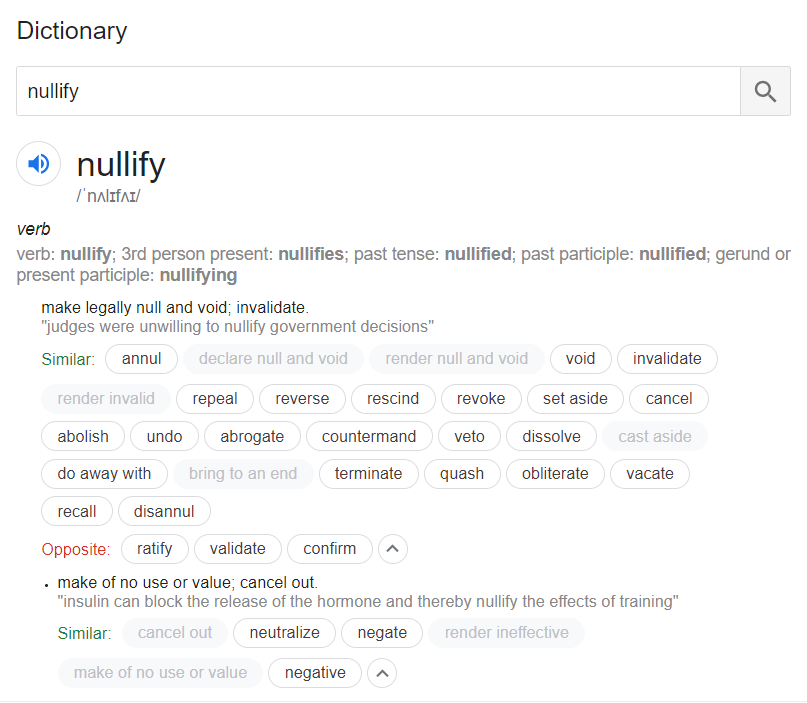 Dictionary
nullify
nullify
/ˈnʌlɪfʌɪ/
verb
verb: nullify; 3rd person present: nullifies; past tense: nullified; past participle: nullified; gerund or
present participle: nullifying
make legally null and void; invalidate.
"judges were unwilling to nullify government decisions"
Similar: annul declare null and void render null and void void invalidate
render invalid repeal reverse rescind revoke set aside cancel
abolish undo abrogate countermand veto dissolve cast aside
do away with bring to an end terminate quash obliterate vacate
recall disannul
Opposite: ratify validate confirm
• make of no use or value; cancel out.
"insulin can block the release of the hormone and thereby nullify the effects of training"
Similar: cancel out neutralize negate render ineffective
make of no use or value negative